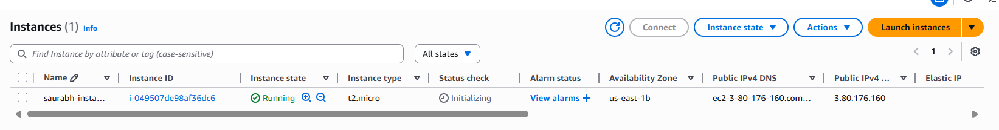 Instances (1) Info
Connect Instance state Actions Launch instances
Find Instance by attribute or tag (case-sensitive) All states 1
Name Instance ID Instance state Instance type Status check Alarm status Availability Zone Public IPv4 DNS Public IPv4 ... Elastic IP
saurabh-insta... i-049507de98af36dc6 Running t2.micro Initializing View alarms + us-east-1b ec2-3-80-176-160.com... 3.80.176.160 –